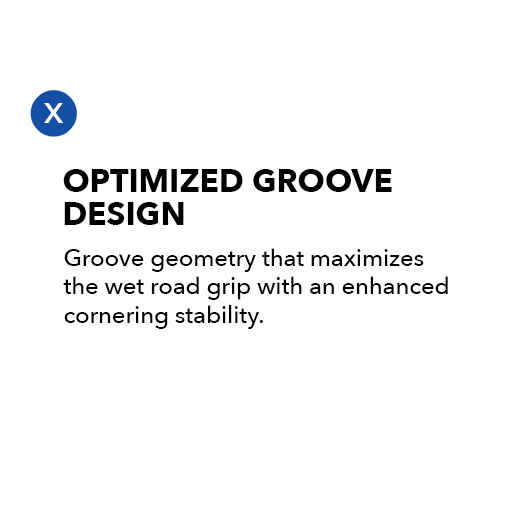 X
OPTIMIZED GROOVE
DESIGN
Groove geometry that maximizes
the wet road grip with an enhanced
cornering stability.